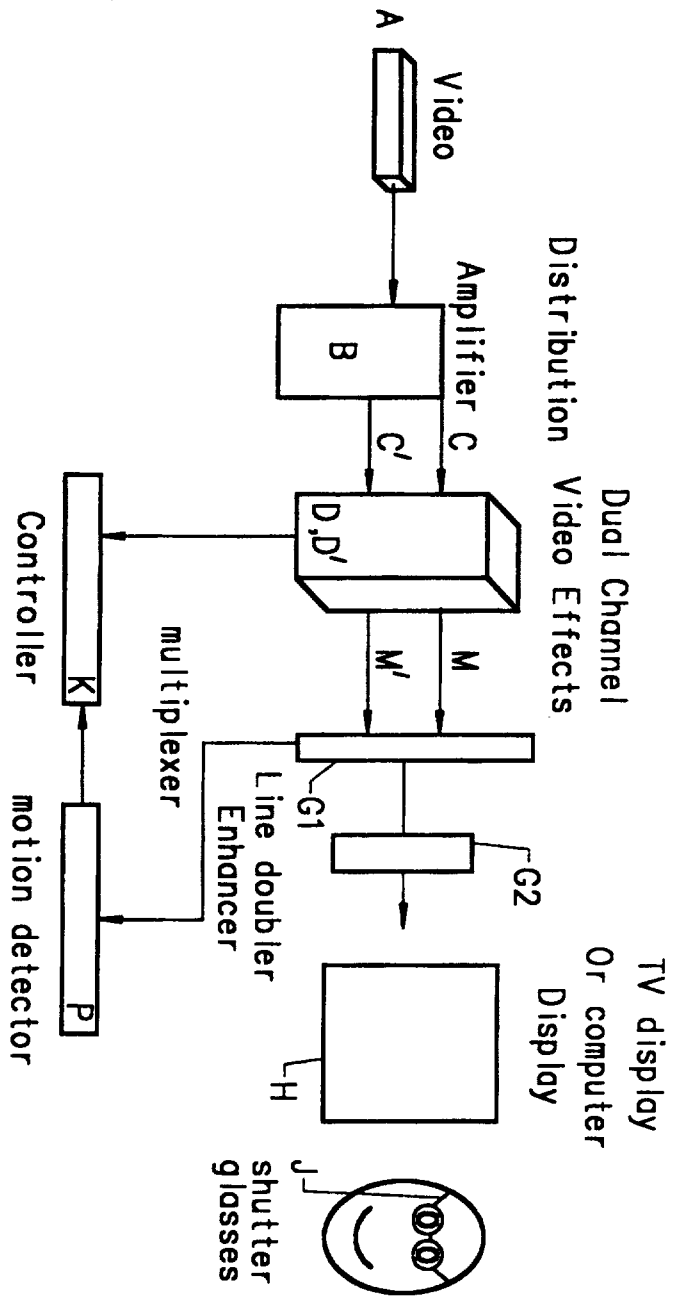 A
Video
Distribution
Amplifier
B
C
C'
Dual Channel
Video Effects
D,D'
M
M'
multiplexer
G1
Line doubler
Enhancer
G2
TV display
Or computer
Display
H
J
shutter
glasses
Controller
K
motion detector
P